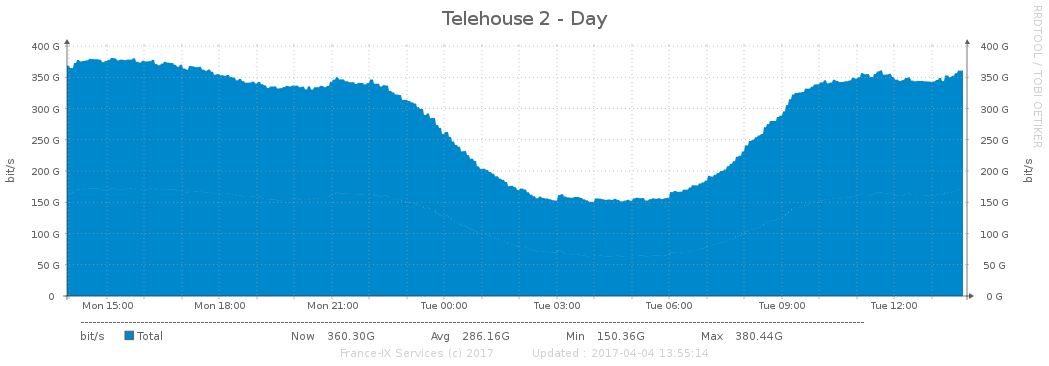 Telehouse 2 - Day
RRDTOOL / TOBI OETIKER
400 G 400 G
350 G 350 G
300 G 300 G
250 G 250 G
bit/s 200 G 200 G bit/s
150 G 150 G
100 G 100 G
50 G 50 G
0 0 G
Mon 15:00 Mon 18:00 Mon 21:00 Tue 00:00 Tue 03:00 Tue 06:00 Tue 09:00 Tue 12:00
bit/s Total Now 360.30G Avg 286.16G Min 150.36G Max 380.44G
France-IX Services (c) 2017 Updated : 2017-04-04 13:55:14